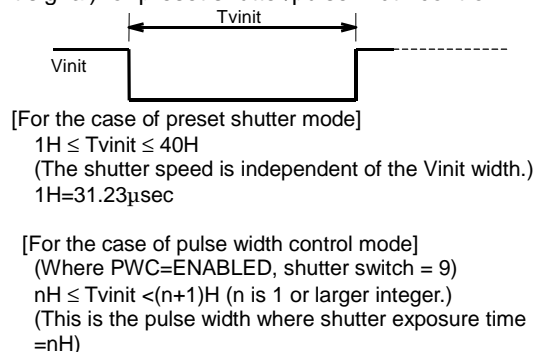 Tvinit
Vinit
[For the case of preset shutter mode]
1H ≤ Tvinit ≤ 40H
(The shutter speed is independent of the Vinit width.)
1H=31.23μsec
[For the case of pulse width control mode]
(Where PWC=ENABLED, shutter switch = 9)
nH ≤ Tvinit <(n+1)H (n is 1 or larger integer.)
(This is the pulse width where shutter exposure time
=nH)